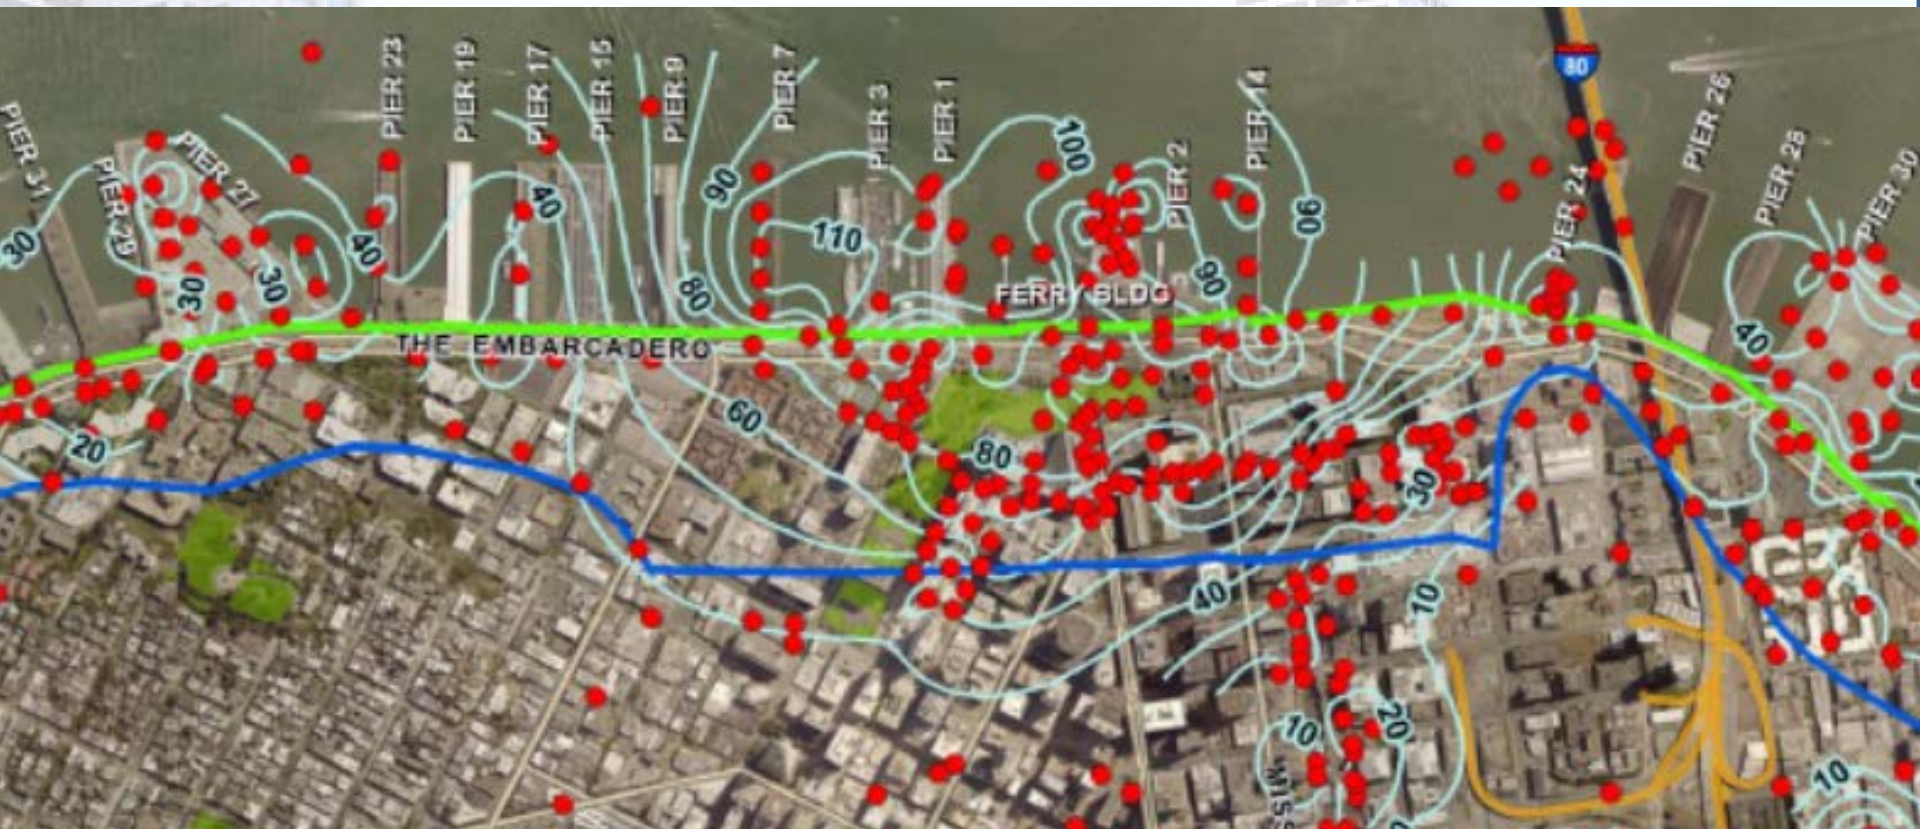 80
PIER 23
PIER 19
PIER 17
PIER 15
PIER 9
PIER 7
PIER 3
PIER 1
100
PIER 2
PIER 14
PIER 26
PIER 31
PIER 29
PIER 27
PIER 24
PIER 28
PIER 30
30
40
40
90
110
90
30
30
80
90
FERRY BLDG
THE EMBARCADERO
40
20
60
80
30
40
10
10
20
10